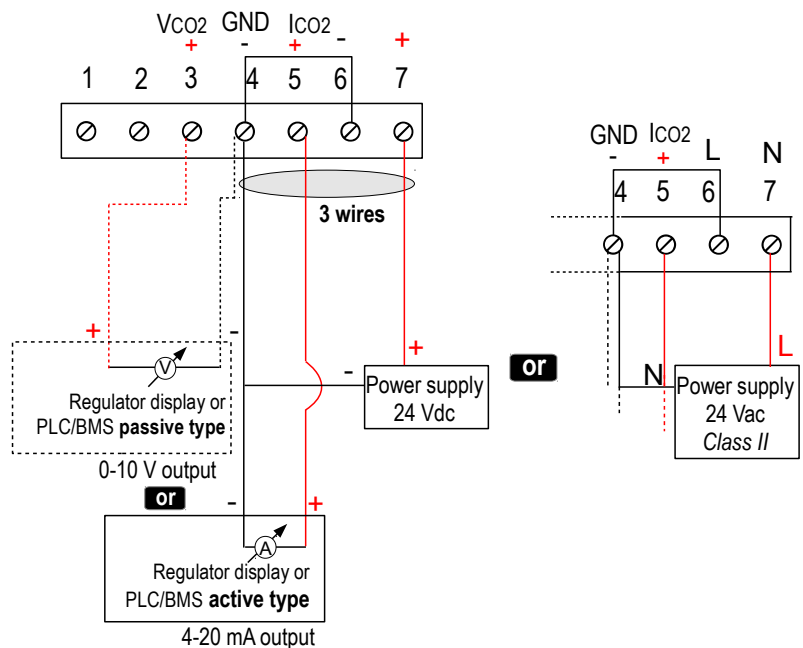 VCO2 GND ICO2
+ - + - +
1 2 3 4 5 6 7
3 wires
+
-
V
Regulator display or
PLC/BMS passive type
0-10 V output
-
+
Power supply
24 Vdc
or
-
+
A
Regulator display or
PLC/BMS active type
4-20 mA output
or
GND ICO2 L N
- +
4 5 6 7
L
N
Power supply
24 Vac
Class II